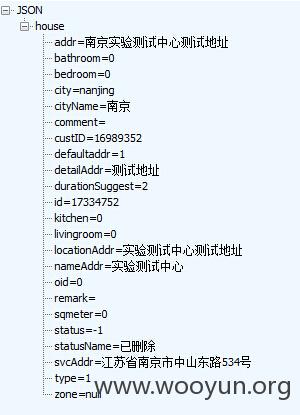 JSON
house
addr=南京实验测试中心测试地址
bathroom=0
bedroom=0
city=nanjing
cityName=南京
comment=
custID=16989352
defaultaddr=1
detailAddr=测试地址
durationSuggest=2
id=17334752
kitchen=0
livingroom=0
locationAddr=实验测试中心测试地址
nameAddr=实验测试中心
oid=0
remark=
sqmeter=0
status=-1
statusName=已删除
svcAddr=江苏省南京市中山东路534号
type=1
zone=null
www.wooyun.org